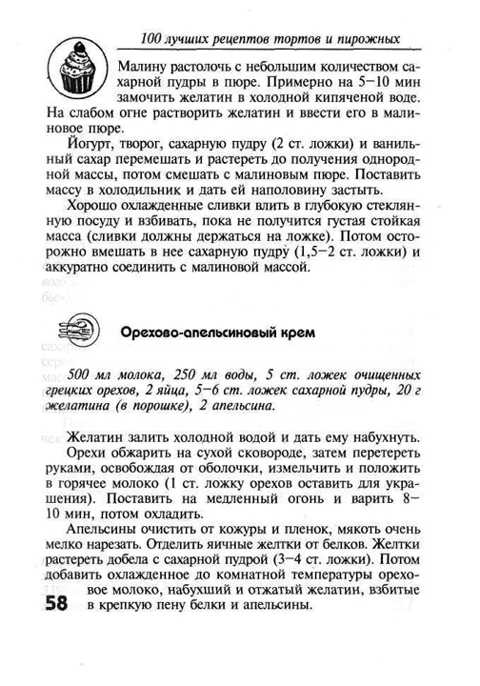 100 лучших рецептов тортов и пирожных
Малину растолочь с небольшим количеством са-
харной пудры в пюре. Примерно на 5—10 мин
замочить желатин в холодной кипяченой воде.
На слабом огне растворить желатин и ввести его в мали-
новое пюре.
Йогурт, творог, сахарную пудру (2 ст. ложки) и ваниль-
ный сахар перемешать и растереть до получения однород-
ной массы, потом смешать с малиновым пюре. Поставить
массу в холодильник и дать ей наполовину застыть.
Хорошо охлажденные сливки влить в глубокую стеклян-
ную посуду и взбивать, пока не получится густая стойкая
масса (сливки должны держаться на ложке). Потом осто-
рожно вмешать в нее сахарную пудру (1,5—2 ст. ложки) и
аккуратно соединить с малиновой массой.
Орехово-апельсиновый крем
500 мл молока, 250 мл воды, 5 ст. ложек очищенных
грецких орехов, 2 яйца, 5—6 ст. ложек сахарной пудры, 20 г
желатина (в порошке), 2 апельсина.
Желатин залить холодной водой и дать ему набухнуть.
Орехи обжарить на сухой сковороде, затем перетереть
руками, освобождая от оболочки, измельчить и положить
в горячее молоко (1 ст. ложку орехов оставить для укра-
шения). Поставить на медленный огонь и варить 8—
10 мин, потом охладить.
Апельсины очистить от кожуры и пленок, мякоть очень
мелко нарезать. Отделить яичные желтки от белков. Желтки
растереть добела с сахарной пудрой (3—4 ст. ложки). Потом
добавить охлажденное до комнатной температуры орехо-
вое молоко, набухший и отжатый желатин, взбитые
58 в крепкую пену белки и апельсины.